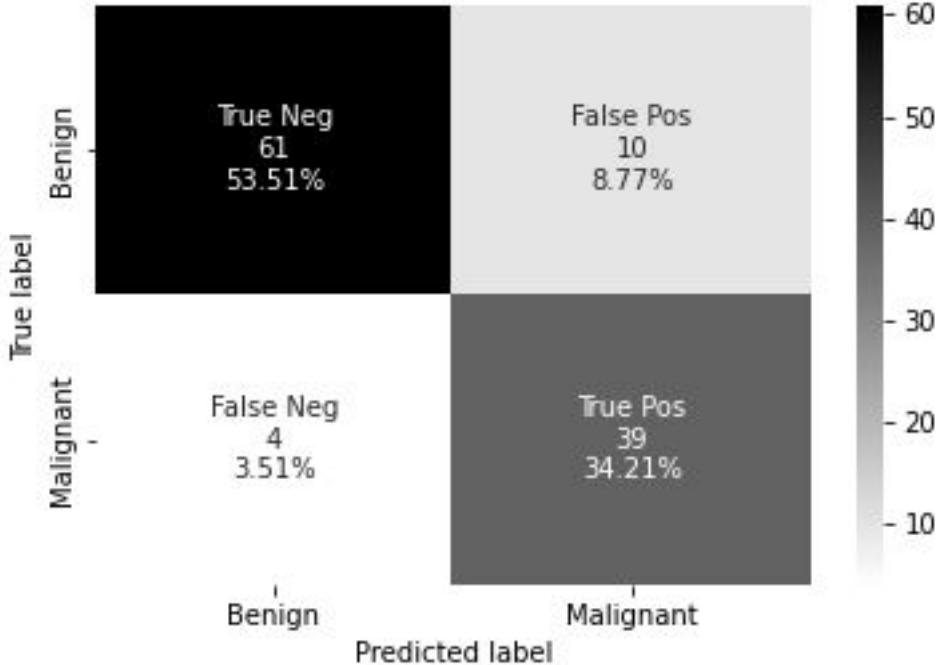 True Neg
61
53.51%
False Pos
10
8.77%
False Neg
4
3.51%
True Pos
39
34.21%
Benign
Malignant
True label
Benign
Malignant
Predicted label
60
50
40
30
20
10